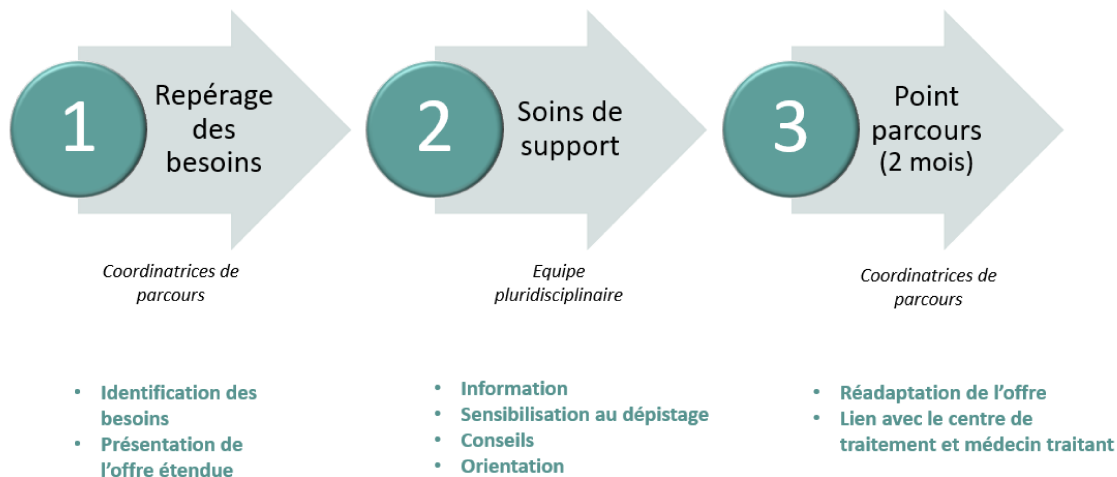 1
Repérage
des
besoins
Coordinatrices de
parcours
• Identification des
besoins
• Présentation de
l'offre étendue
2
Soins de
support
Equipe
pluridisciplinaire
• Information
• Sensibilisation au dépistage
• Conseils
• Orientation
3
Point
parcours
(2 mois)
Coordinatrices de
parcours
• Réadaptation de l'offre
• Lien avec le centre de
traitement et médecin traitant